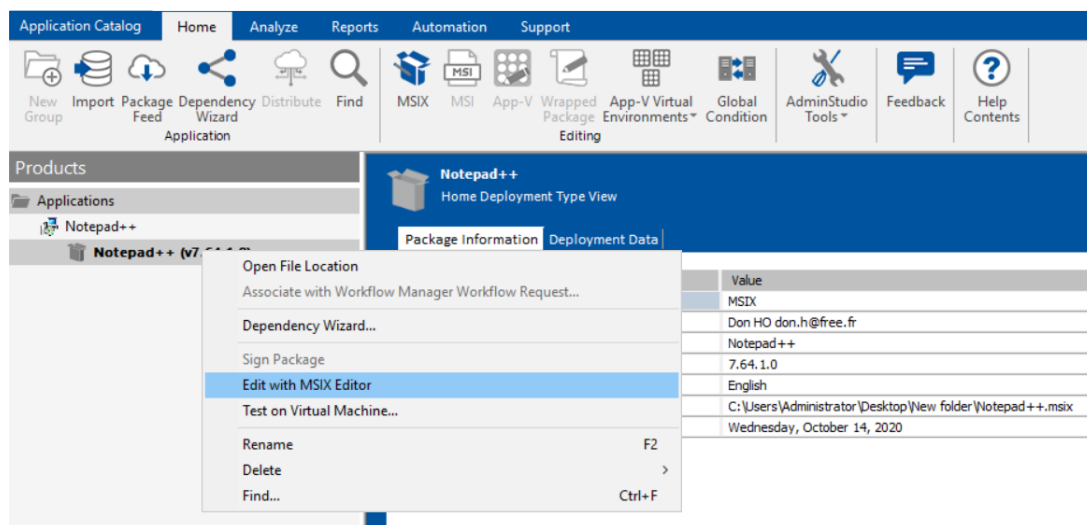 Application Catalog Home Analyze Reports Automation Support
New Group Import Package Feed Dependency Wizard Distribute Find MSIX MSI App-V Wrapped Package App-V Virtual Environments Global Condition AdminStudio Tools Feedback Help Contents
MSI
Application Editing
Products
Notepad++
Home Deployment Type View
Applications
Notepad++
Package Information Deployment Data
Notepad++
Open File Location
Associate with Workflow Manager Workflow Request...
Dependency Wizard...
Sign Package
Edit with MSIX Editor
Test on Virtual Machine...
Rename F2
Delete
Find... Ctrl+F
Value
MSIX
Don HO don.h@free.fr
Notepad++
7.64.1.0
English
C:\Users\Administrator\Desktop\New folder\Notepad++.msix
Wednesday, October 14, 2020